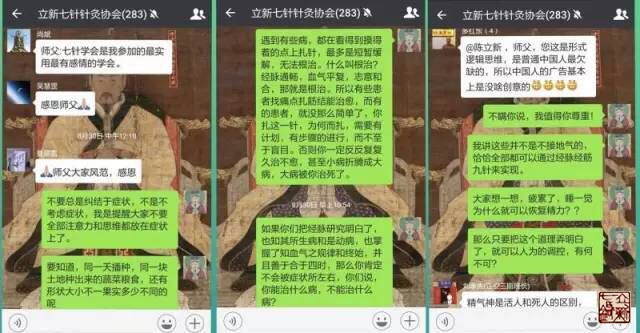 立新七针针灸协会(283)
尚斌
师父:七针学会是我参加的最实
用最有感情的学会。
吴慧罡
感恩师父🙏
8月30日 中午12:19
🙏师父大家风范，感恩
不要总是纠结于症状，不是不
考虑症状，我是提醒大家不要
全部注意力和思维都放在症状
上了。
要知道，同一天播种，同一块
土地种出来的蔬菜粮食，还有
形状大小不一果实多少不同的
呢
立新七针针灸协会(283)
遇到有些病，都在看得到摸得
着的点上扎针，最多是短暂缓
解，无法根治。什么叫根治？
经脉通畅，血气平复，志意和
合，那就是根治。所以有些患
者找痛点扎筋结能治愈，而有
的患者，就没那么简单了，你
扎这一针，为何而扎，需要有
计划，有步骤的进行，而不至
于盲目。否则你一定反反复复
久治不愈，甚至小病折腾成大
病，大病被你治死了。
8月30日 早上10:54
如果你们把经脉研究明白了，
也知其所生病和是动病，也掌
握了知血气之规律和终始，并
且善于合于四时，那么你肯定
不会被症状所左右，你们说，
你能治什么病，不能治什么
病？
立新七针针灸协会(283)
@陈立新 ，师父，您这是形式
逻辑思维，是普通中国人最欠
缺的，所以中国人的广告基本
上是没啥创意的
不瞒你说，我值得你尊重！
我讲这些并不是不接地气的，
恰恰全部都可以通过经脉经筋
九针来实现。
大家想一想，疲累了，睡一觉
为什么就可以恢复精力？？
那么只要把这个道理弄明白
了，就可以人为的调控，有何
不可？
精气神是活人和死人的区别，